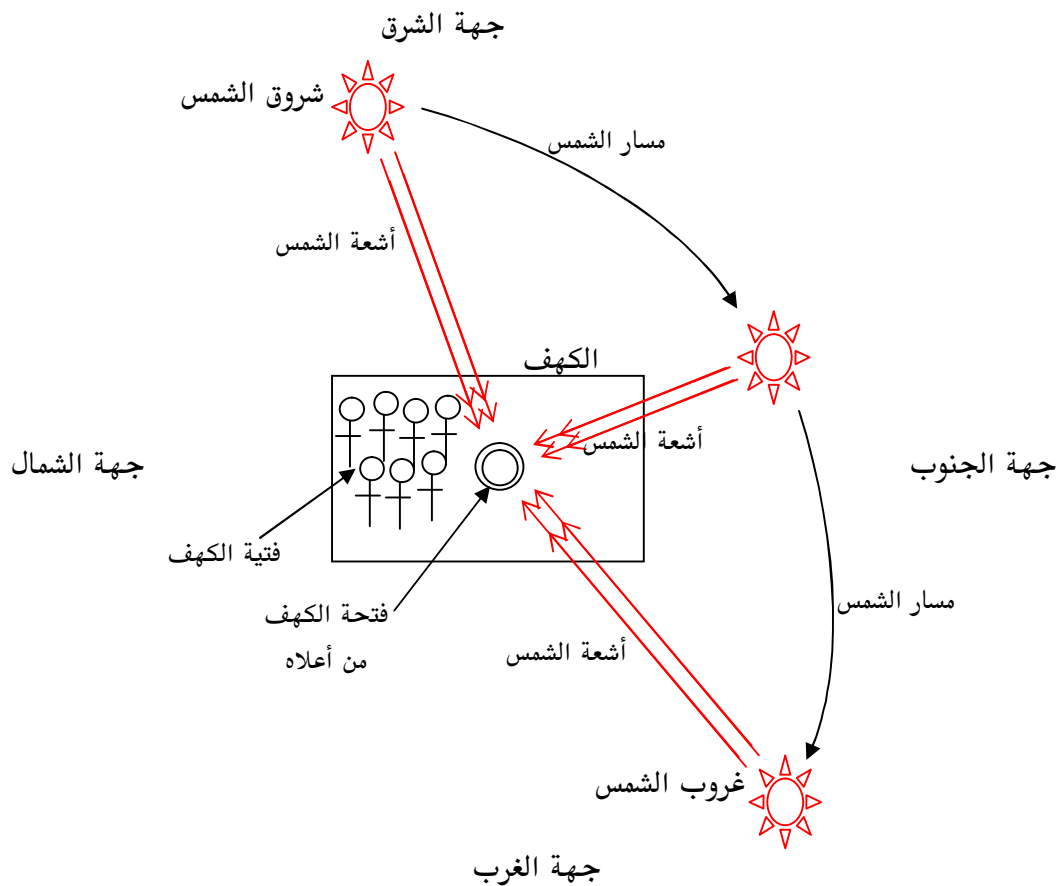 جهة الشرق
شروق الشمس
مسار الشمس
أشعة الشمس
الكهف
أشعة الشمس
جهة الجنوب
جهة الشمال
فتية الكهف
فتحة الكهف
من أعلاه
مسار الشمس
أشعة الشمس
غروب الشمس
جهة الغرب